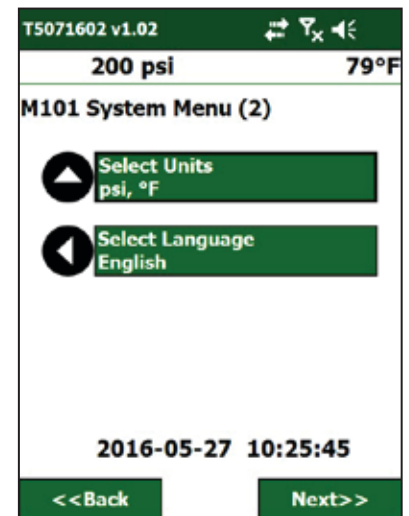 T5071602 v1.02
200 psi 79°F
M101 System Menu (2)
Select Units
psi, °F
Select Language
English
2016-05-27 10:25:45
<<Back Next>>